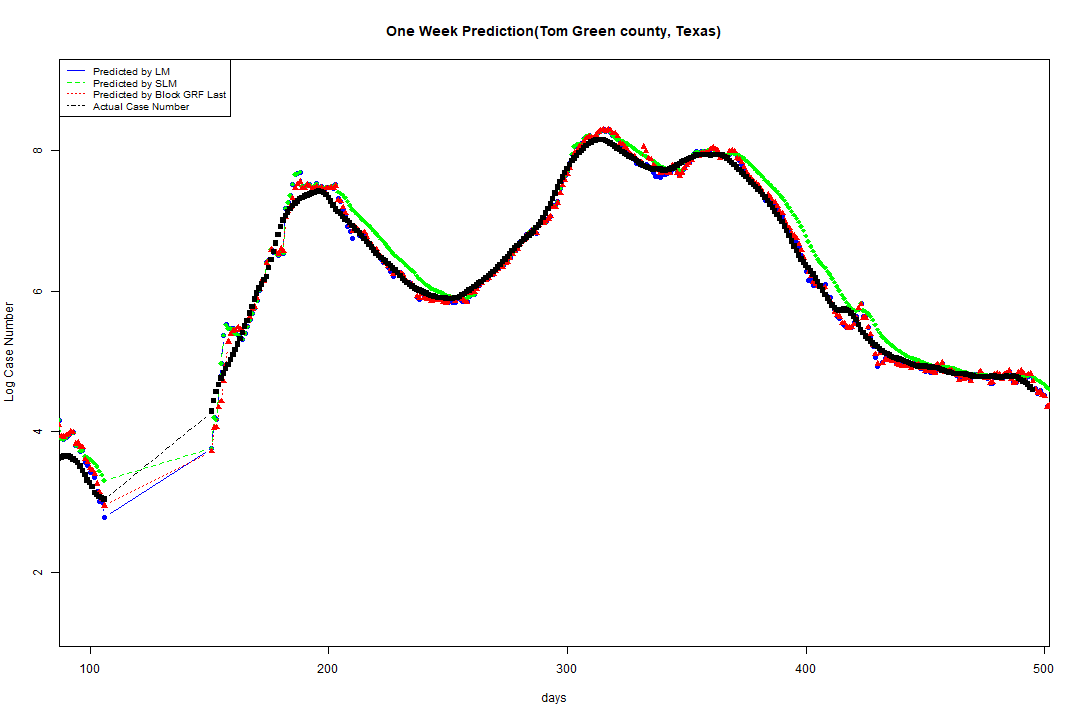 One Week Prediction(Tom Green county, Texas)
Predicted by LM
Predicted by SLM
Predicted by Block GRF Last
Actual Case Number
8
6
4
2
Log Case Number
100 200 300 400 500
days